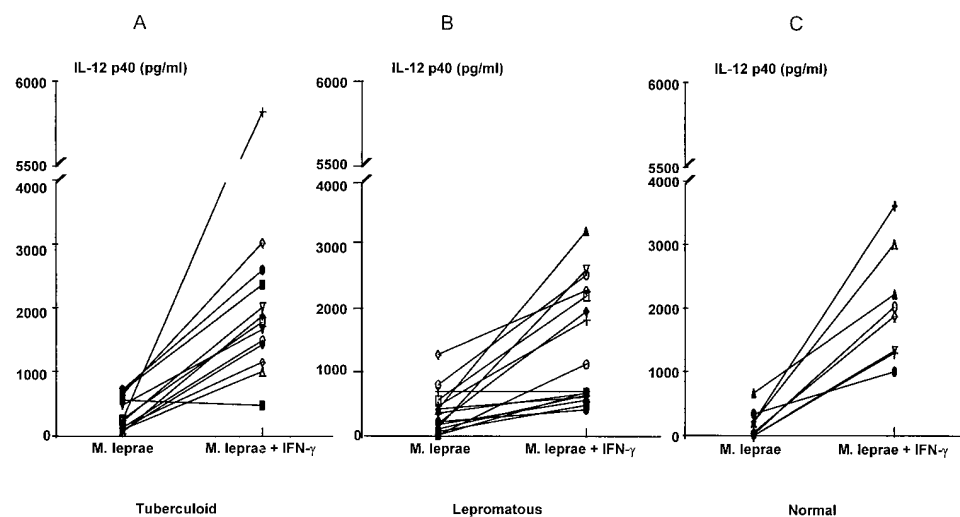 A
B
C
IL-12 p40 (pg/ml)
IL-12 p40 (pg/ml)
IL-12 p40 (pg/ml)
6000
5500
4000
3000
2000
1000
0
6000
5500
4000
3000
2000
1000
0
6000
5500
4000
3000
2000
1000
0
M. leprae
M. leprae + IFN-γ
M. leprae
M. leprae + IFN-γ
M. leprae
M. leprae + IFN-γ
Tuberculoid
Lepromatous
Normal